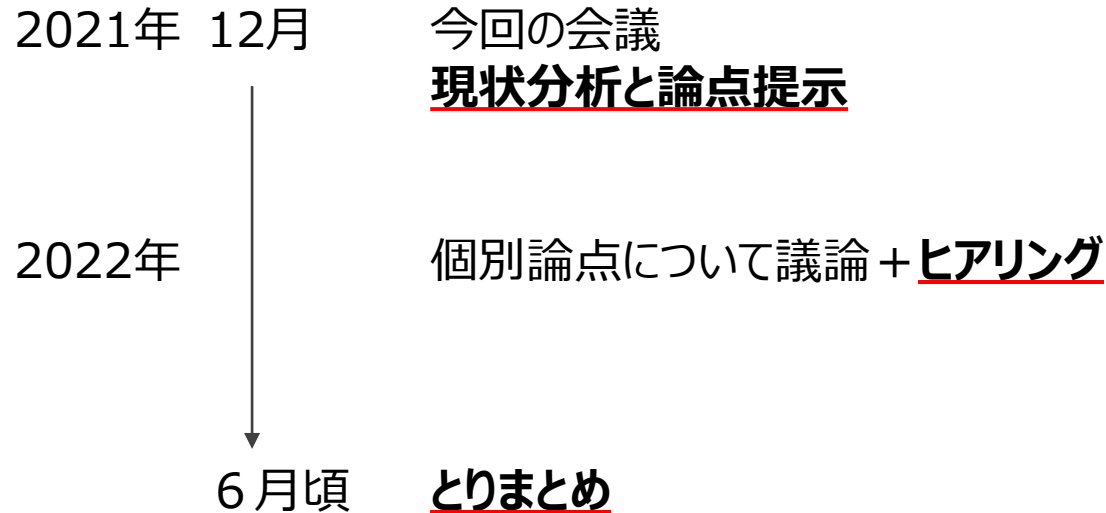 2021年 12月 今回の会議
現状分析と論点提示
2022年 個別論点について議論＋ヒアリング
６月頃 とりまとめ